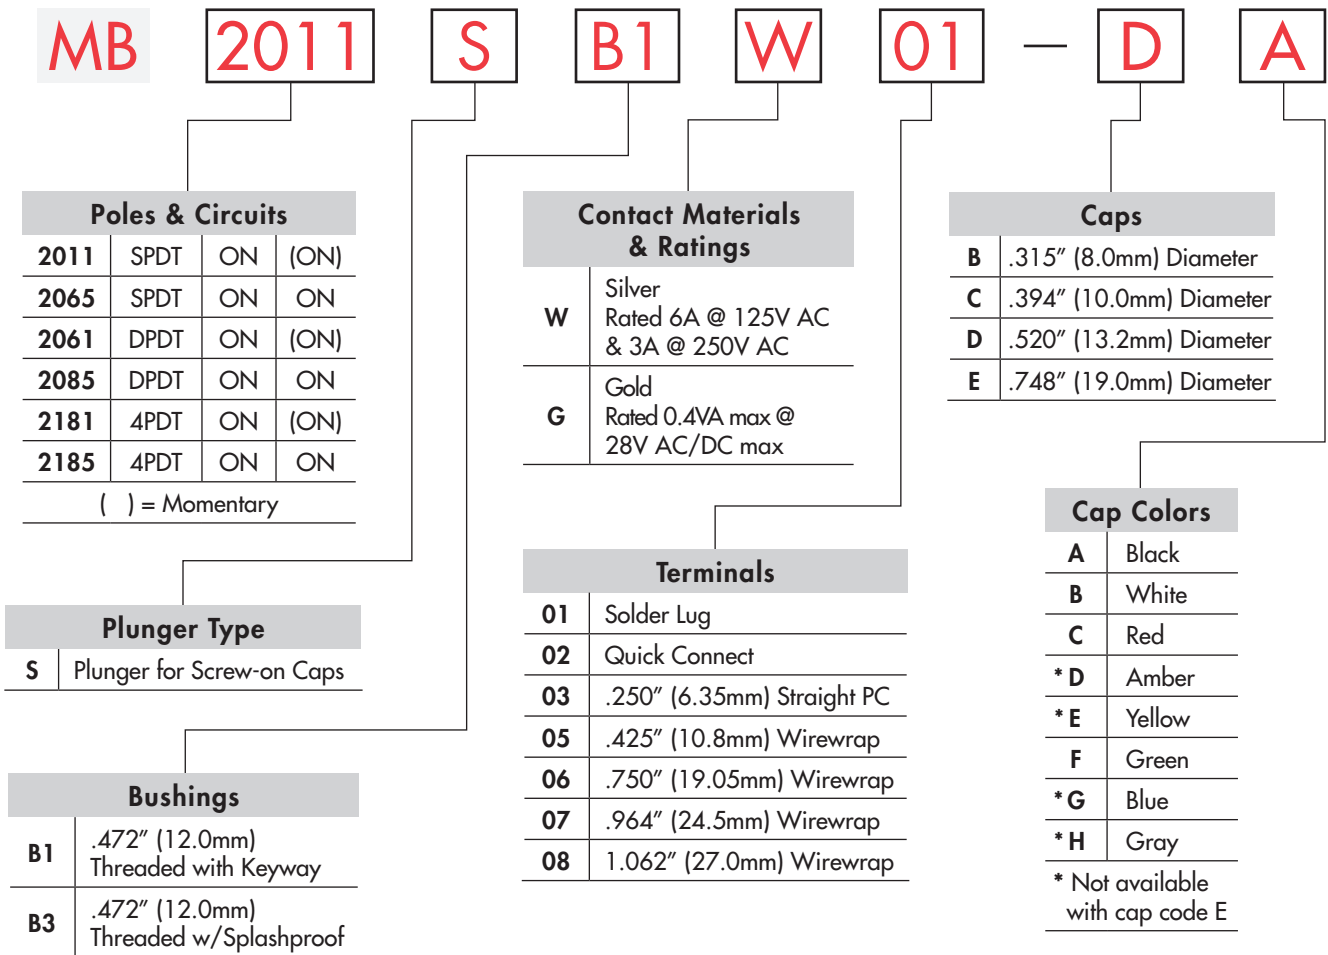 MB 2011 S B1 W 01 — D A
Poles & Circuits
2011 SPDT ON (ON)
2065 SPDT ON ON
2061 DPDT ON (ON)
2085 DPDT ON ON
2181 4PDT ON (ON)
2185 4PDT ON ON
( ) = Momentary
Plunger Type
S Plunger for Screw-on Caps
Bushings
B1 .472” (12.0mm)
Threaded with Keyway
B3 .472” (12.0mm)
Threaded w/Splashproof
Contact Materials
& Ratings
W Silver
Rated 6A @ 125V AC
& 3A @ 250V AC
G Gold
Rated 0.4VA max @
28V AC/DC max
Terminals
01 Solder Lug
02 Quick Connect
03 .250” (6.35mm) Straight PC
05 .425” (10.8mm) Wirewrap
06 .750” (19.05mm) Wirewrap
07 .964” (24.5mm) Wirewrap
08 1.062” (27.0mm) Wirewrap
Caps
B .315” (8.0mm) Diameter
C .394” (10.0mm) Diameter
D .520” (13.2mm) Diameter
E .748” (19.0mm) Diameter
Cap Colors
A Black
B White
C Red
* D Amber
* E Yellow
F Green
* G Blue
* H Gray
* Not available
with cap code E